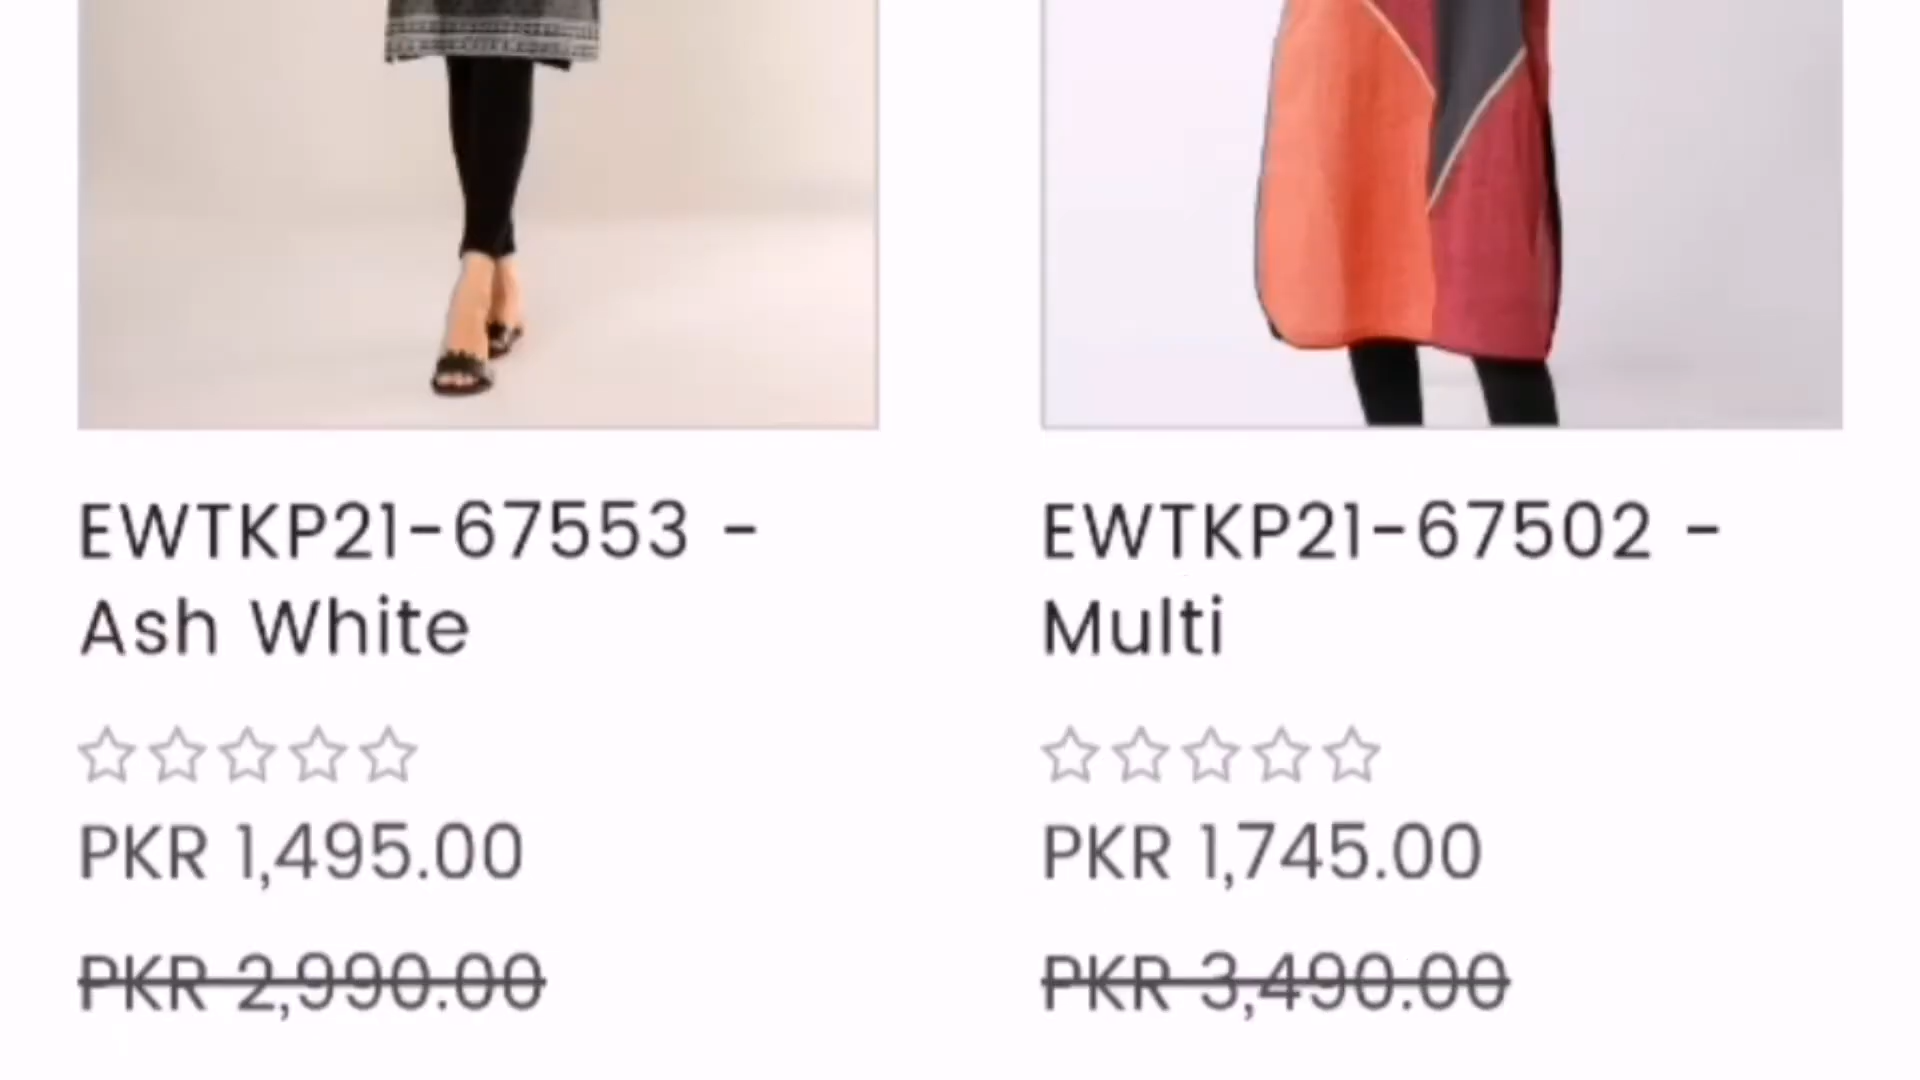 EWTKP21-67553 -
Ash White
PKR 1,495.00
PKR 2,990.00
EWTKP21-67502 -
Multi
PKR 1,745.00
PKR 3,490.00